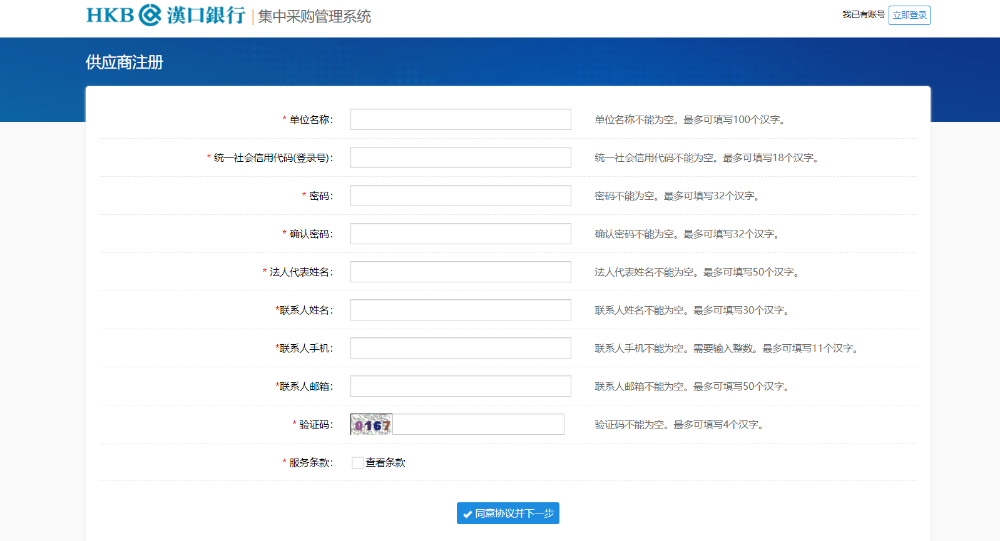 HKB 漢口銀行 | 集中采购管理系统
我已有账号 立即登录
供应商注册
* 单位名称： 单位名称不能为空。最多可填写100个汉字。
* 统一社会信用代码(登录号)： 统一社会信用代码不能为空。最多可填写18个汉字。
* 密码： 密码不能为空。最多可填写32个汉字。
* 确认密码： 确认密码不能为空。最多可填写32个汉字。
* 法人代表姓名： 法人代表姓名不能为空。最多可填写50个汉字。
*联系人姓名： 联系人姓名不能为空。最多可填写30个汉字。
*联系人手机： 联系人手机不能为空。需要输入整数。最多可填写11个汉字。
*联系人邮箱： 联系人邮箱不能为空。最多可填写50个汉字。
* 验证码： 0167 验证码不能为空。最多可填写4个汉字。
* 服务条款： 查看条款
同意协议并下一步